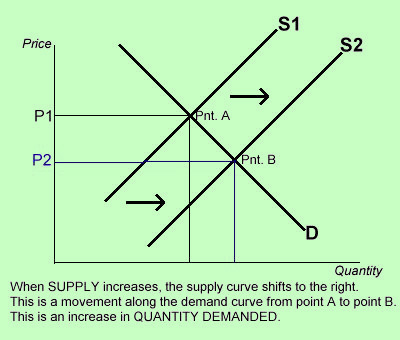 S1
S2
Price
P1
Pnt. A
P2
Pnt. B
D
Quantity
When SUPPLY increases, the supply curve shifts to the right.
This is a movement along the demand curve from point A to point B.
This is an increase in QUANTITY DEMANDED.